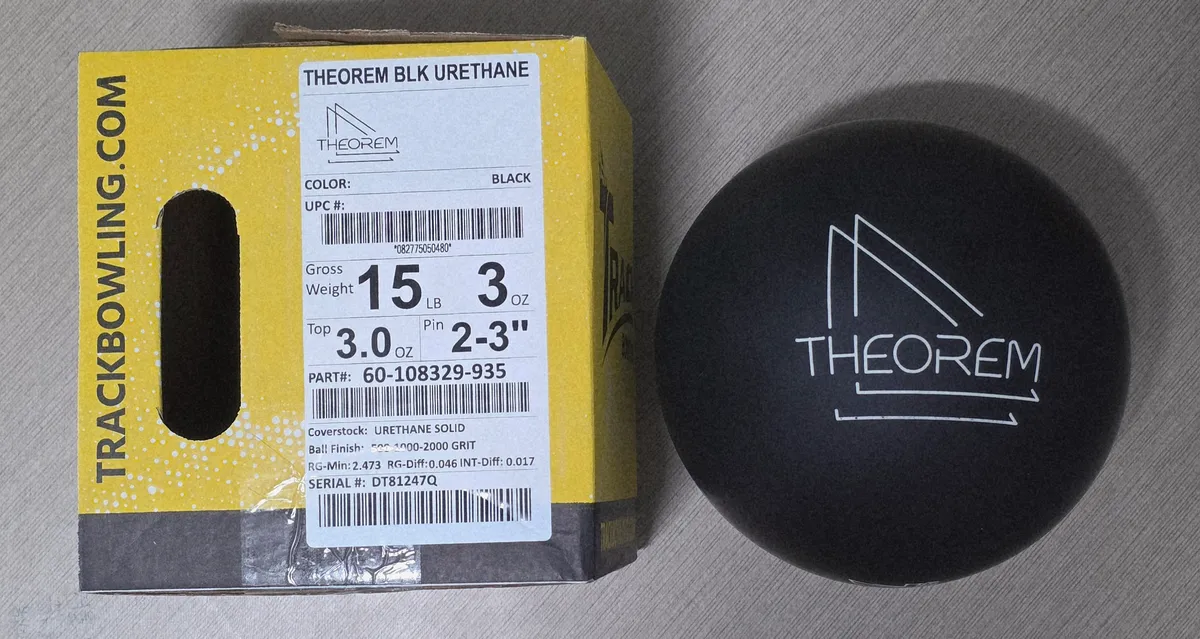 TRACKBOWLING.COM
THEOREM BLK URETHANE
THEOREM
COLOR: BLACK
UPC #:
*082775050480*
Gross Weight 15 LB 3 OZ
Top 3.0 OZ Pin 2-3"
PART#: 60-108329-935
Coverstock: URETHANE SOLID
Ball Finish: 500-1000-2000 GRIT
RG-Min: 2.473 RG-Diff: 0.046 INT-Diff: 0.017
SERIAL #: DT81247Q
THEOREM